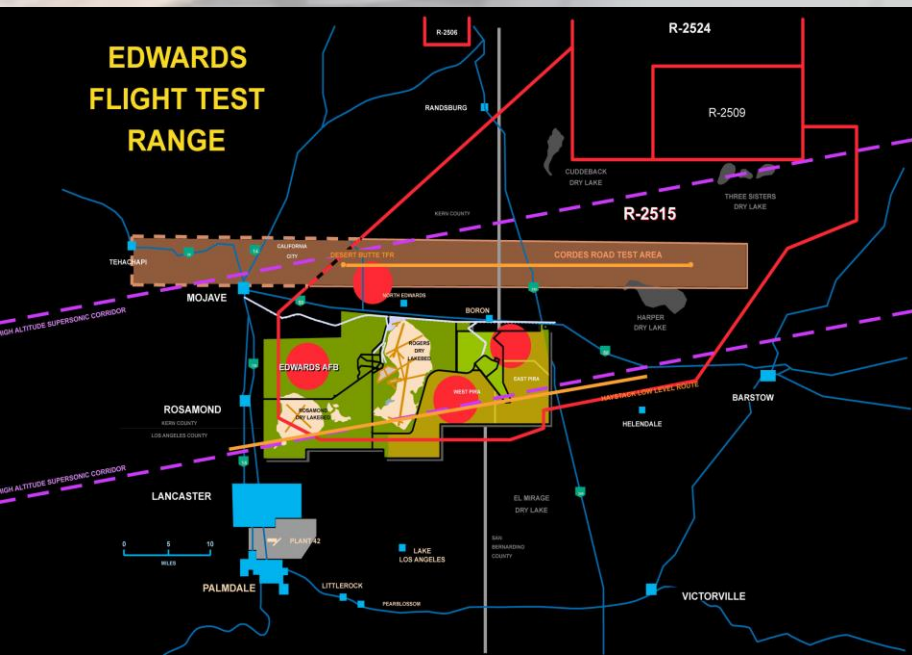 EDWARDS
FLIGHT TEST
RANGE
R-2506
R-2524
R-2509
RANDSBURG
CUDDEBACK
DRY LAKE
THREE SISTERS
DRY LAKE
KERN COUNTY
R-2515
CALIFORNIA
CITY
TEHACHAPI
DESERT BUTTE TFR
CORDES ROAD TEST AREA
MOJAVE
NORTH EDWARDS
BORON
HARPER
DRY LAKE
HIGH ALTITUDE SUPERSONIC CORRIDOR
ROGERS
DRY
LAKEBED
EDWARDS AFB
EAST PIRA
WEST PIRA
HAYSTACK LOW LEVEL ROUTE
BARSTOW
ROSAMOND
ROSAMOND
DRY LAKEBED
KERN COUNTY
LOS ANGELES COUNTY
HELENDALE
HIGH ALTITUDE SUPERSONIC CORRIDOR
LANCASTER
EL MIRAGE
DRY LAKE
PLANT 42
SAN
BERNARDINO
COUNTY
0 5 10
MILES
LAKE
LOS ANGELES
PALMDALE
LITTLEROCK
PEARBLOSSOM
VICTORVILLE